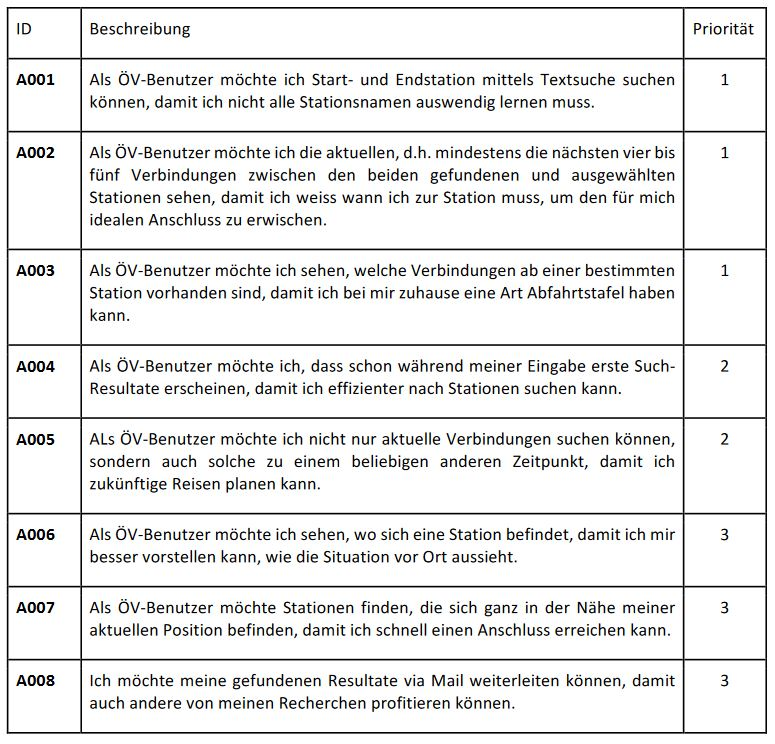 ID Beschreibung Priorität
A001 Als ÖV-Benutzer möchte ich Start- und Endstation mittels Textsuche suchen 1
können, damit ich nicht alle Stationsnamen auswendig lernen muss.
A002 Als ÖV-Benutzer möchte ich die aktuellen, d.h. mindestens die nächsten vier bis 1
fünf Verbindungen zwischen den beiden gefundenen und ausgewählten
Stationen sehen, damit ich weiss wann ich zur Station muss, um den für mich
idealen Anschluss zu erwischen.
A003 Als ÖV-Benutzer möchte ich sehen, welche Verbindungen ab einer bestimmten 1
Station vorhanden sind, damit ich bei mir zuhause eine Art Abfahrtstafel haben
kann.
A004 Als ÖV-Benutzer möchte ich, dass schon während meiner Eingabe erste Such- 2
Resultate erscheinen, damit ich effizienter nach Stationen suchen kann.
A005 ALs ÖV-Benutzer möchte ich nicht nur aktuelle Verbindungen suchen können, 2
sondern auch solche zu einem beliebigen anderen Zeitpunkt, damit ich
zukünftige Reisen planen kann.
A006 Als ÖV-Benutzer möchte ich sehen, wo sich eine Station befindet, damit ich mir 3
besser vorstellen kann, wie die Situation vor Ort aussieht.
A007 Als ÖV-Benutzer möchte Stationen finden, die sich ganz in der Nähe meiner 3
aktuellen Position befinden, damit ich schnell einen Anschluss erreichen kann.
A008 Ich möchte meine gefundenen Resultate via Mail weiterleiten können, damit 3
auch andere von meinen Recherchen profitieren können.